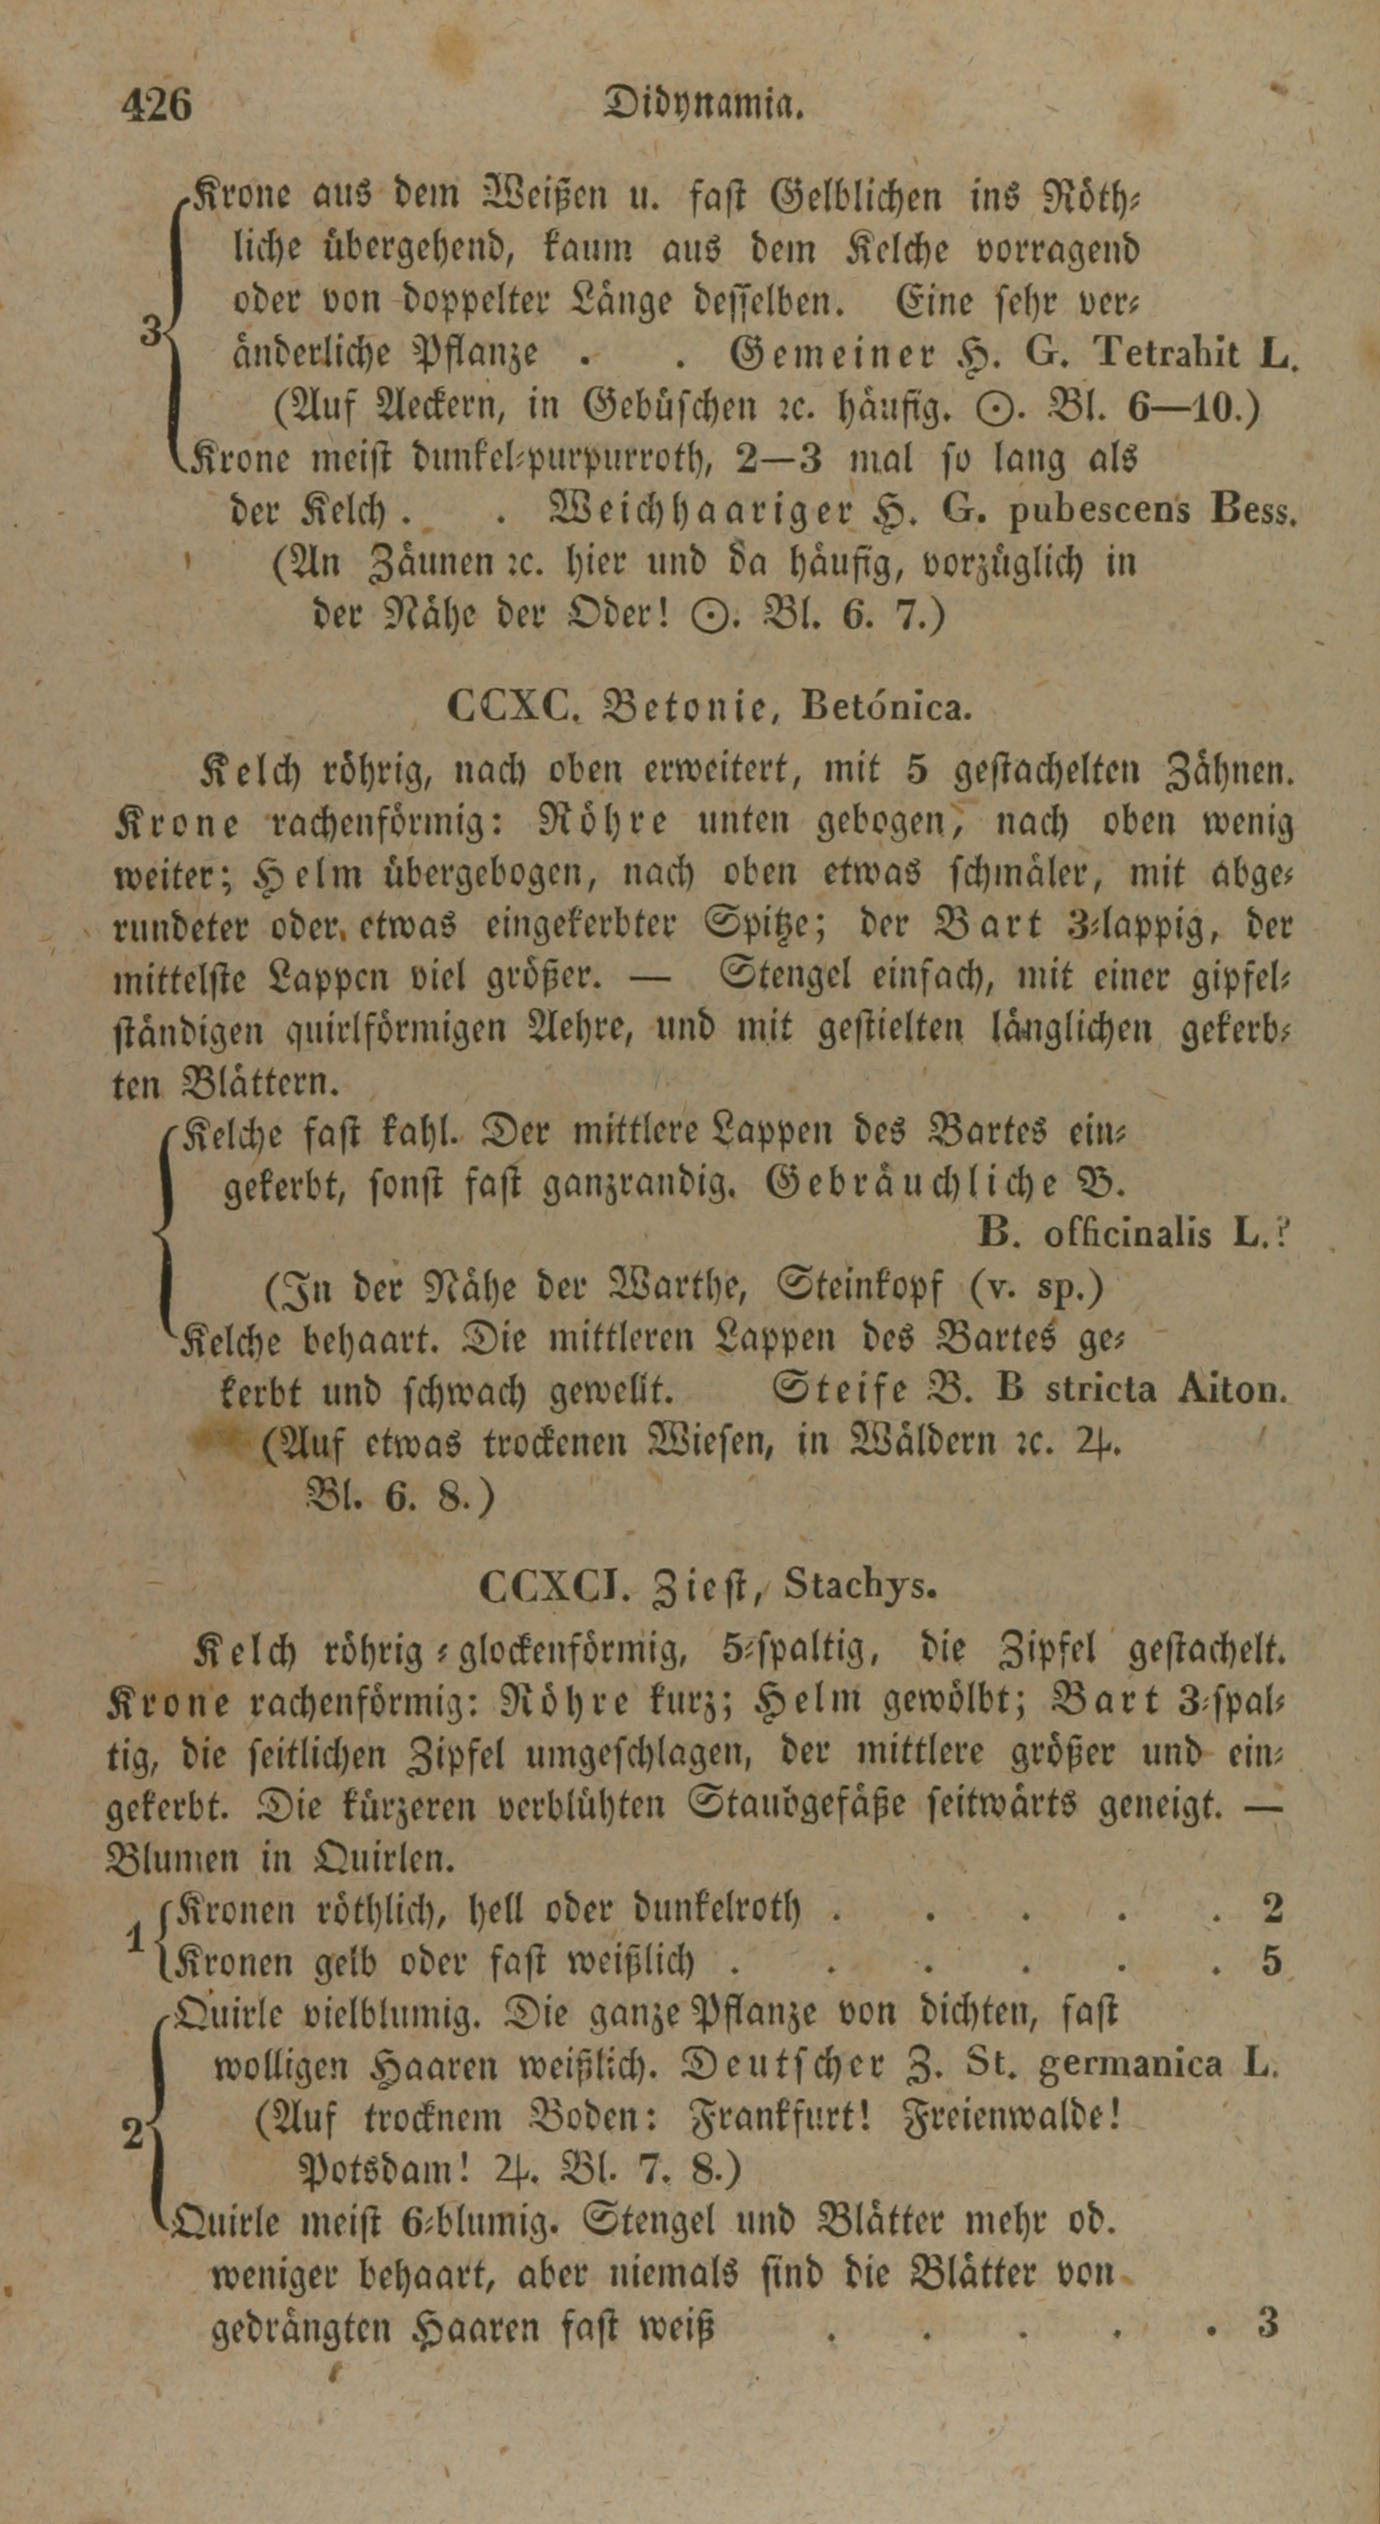 426 Didynamia.
Krone aus dem Weißen u. fast Gelblichen ins Röth-
liche übergehend, kaum aus dem Kelche vorragend
oder von doppelter Länge desselben. Eine sehr ver-
3 änderliche Pflanze . . Gemeiner H. G. Tetrahit L.
(Auf Aeckern, in Gebüschen ꝛc. häufig. ☉. Bl. 6—10.)
Krone meist dunkel-purpurroth, 2—3 mal so lang als
der Kelch . . Weichhaariger H. G. pubescens Bess.
(An Zäunen ꝛc. hier und da häufig, vorzüglich in
der Nähe der Oder! ☉. Bl. 6. 7.)
CCXC. Betonie, Betónica.
Kelch röhrig, nach oben erweitert, mit 5 gestachelten Zähnen.
Krone rachenförmig: Röhre unten gebogen, nach oben wenig
weiter; Helm übergebogen, nach oben etwas schmäler, mit abge-
rundeter oder etwas eingekerbter Spitze; der Bart 3-lappig, der
mittelste Lappen viel größer. — Stengel einfach, mit einer gipfel-
ständigen quirlförmigen Aehre, und mit gestielten länglichen gekerb-
ten Blättern.
Kelche fast kahl. Der mittlere Lappen des Bartes ein-
gekerbt, sonst fast ganzrandig. Gebräuchliche B.
B. officinalis L.?
(In der Nähe der Warthe, Steinkopf (v. sp.)
Kelche behaart. Die mittleren Lappen des Bartes ge-
kerbt und schwach gewellt. Steife B. B stricta Aiton.
(Auf etwas trockenen Wiesen, in Wäldern ꝛc. ♃.
Bl. 6. 8.)
CCXCI. Ziest, Stachys.
Kelch röhrig-glockenförmig, 5-spaltig, die Zipfel gestachelt.
Krone rachenförmig: Röhre kurz; Helm gewölbt; Bart 3-spal-
tig, die seitlichen Zipfel umgeschlagen, der mittlere größer und ein-
gekerbt. Die kürzeren verblühten Staubgefäße seitwärts geneigt. —
Blumen in Quirlen.
1 Kronen röthlich, hell oder dunkelroth . . . . . 2
Kronen gelb oder fast weißlich . . . . . . 5
Quirle vielblumig. Die ganze Pflanze von dichten, fast
wolligen Haaren weißlich. Deutscher Z. St. germanica L.
2 (Auf trocknem Boden: Frankfurt! Freienwalde!
Potsdam! ♃. Bl. 7. 8.)
Quirle meist 6-blumig. Stengel und Blätter mehr od.
weniger behaart, aber niemals sind die Blätter von
gedrängten Haaren fast weiß . . . . . 3